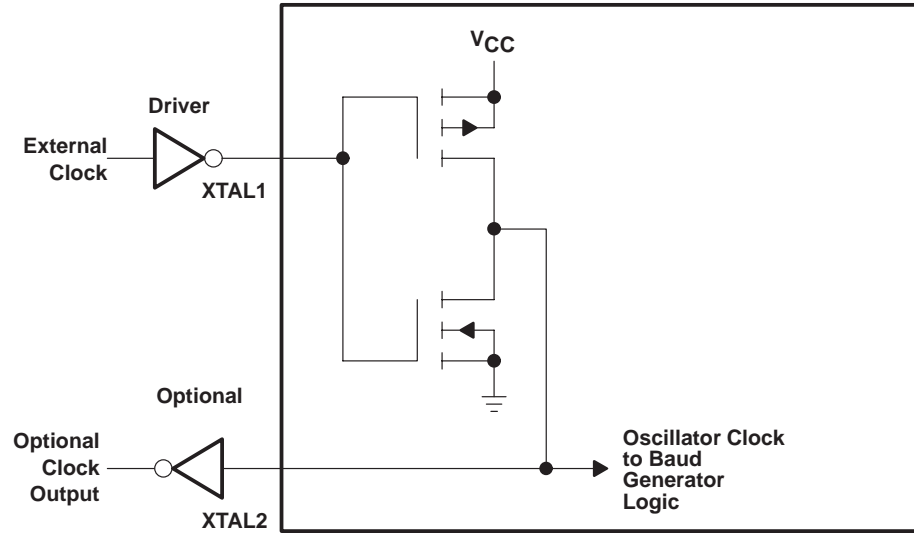 VCC
Driver
External
Clock
XTAL1
Optional
Optional
Clock
Output
XTAL2
Oscillator Clock
to Baud
Generator
Logic